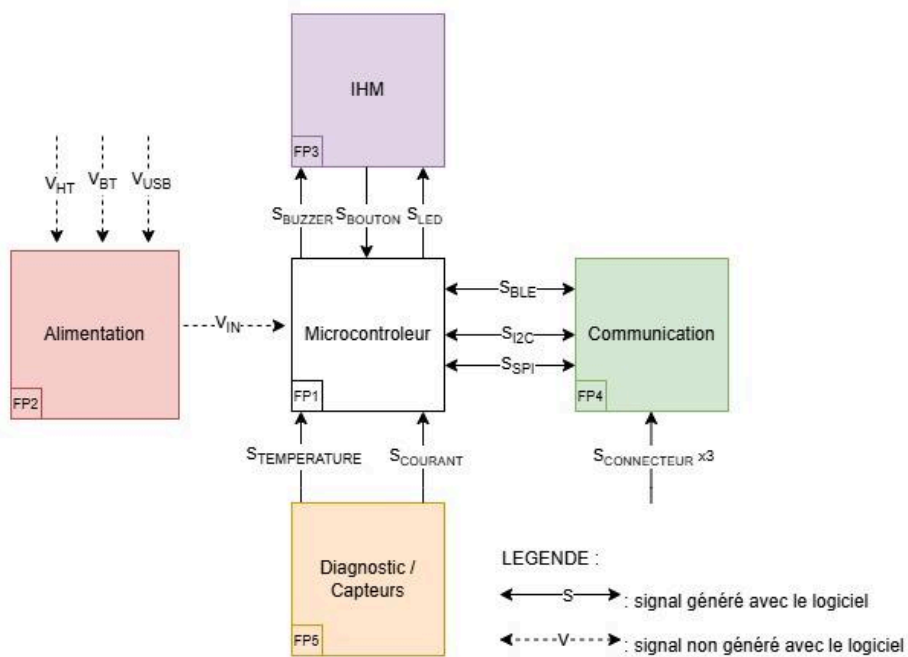 IHM
FP3
V_HT V_BT V_USB
S_BUZZER S_BOUTON S_LED
Alimentation
FP2
V_IN
Microcontroleur
FP1
S_BLE
S_I2C
S_SPI
Communication
FP4
S_TEMPERATURE
S_COURANT
S_CONNECTEUR x3
Diagnostic /
Capteurs
FP5
LEGENDE :
S : signal généré avec le logiciel
V : signal non généré avec le logiciel